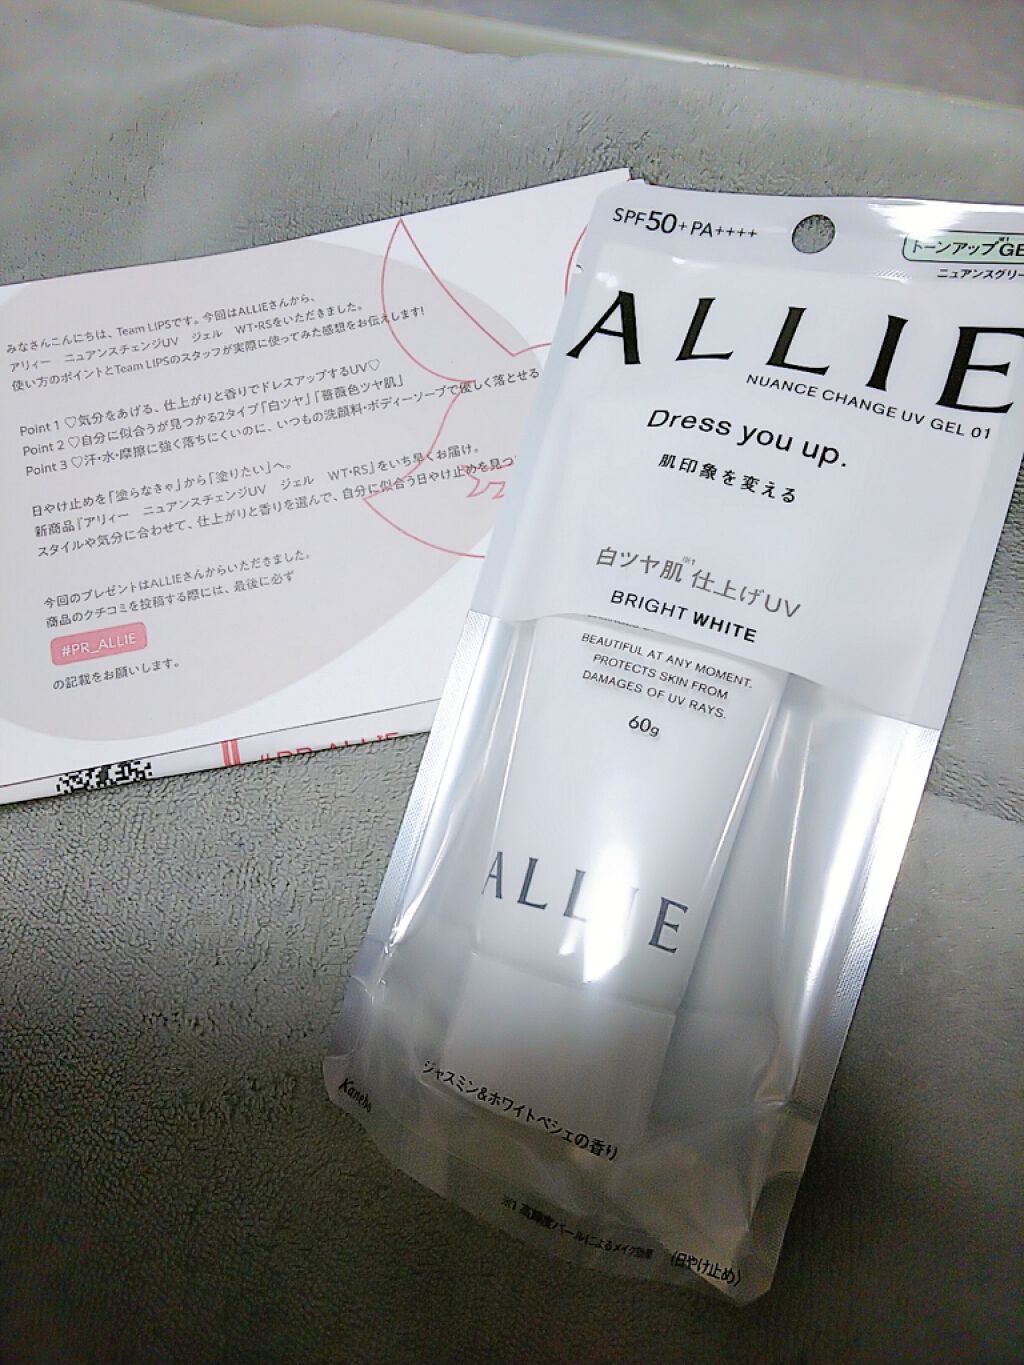 みなさんこんにちは、Team LIPSです。今回はALLIEさんから、
アリィー ニュアンスチェンジUV ジェル WT・RSをいただきました。
使い方のポイントとTeam LIPSのスタッフが実際に使ってみた感想をお伝えします!
Point 1 ♡気分をあげる、仕上がりと香りでドレスアップするUV♡
Point 2 ♡自分に似合うが見つかる2タイプ「白ツヤ」「薔薇色ツヤ肌」
Point 3 ♡汗・水・摩擦に強く落ちにくいのに、いつもの洗顔料・ボディーソープで優しく落とせる
日やけ止めを「塗らなきゃ」から「塗りたい」へ。
新商品『アリィー ニュアンスチェンジUV ジェル WT・RS』をいち早くお届け。
スタイルや気分に合わせて、仕上がりと香りを選んで、自分に似合う日やけ止めを見つ
今回のプレゼントはALLIEさんからいただきました。
商品のクチコミを投稿する際には、最後に必ず
#PR_ALLIE
の記載をお願いします。
#PR_ALLIE
SPF50+PA++++
※1
トーンアップGE
ニュアンスグリー
ALLIE
NUANCE CHANGE UV GEL 01
Dress you up.
肌印象を変える
白ツヤ肌※1仕上げUV
BRIGHT WHITE
BEAUTIFUL AT ANY MOMENT.
PROTECTS SKIN FROM
DAMAGES OF UV RAYS.
60g
ALLIE
Kanebo
ジャスミン&ホワイトペシェの香り
※1 高輝度パールによるメイク効果
(日やけ止め)